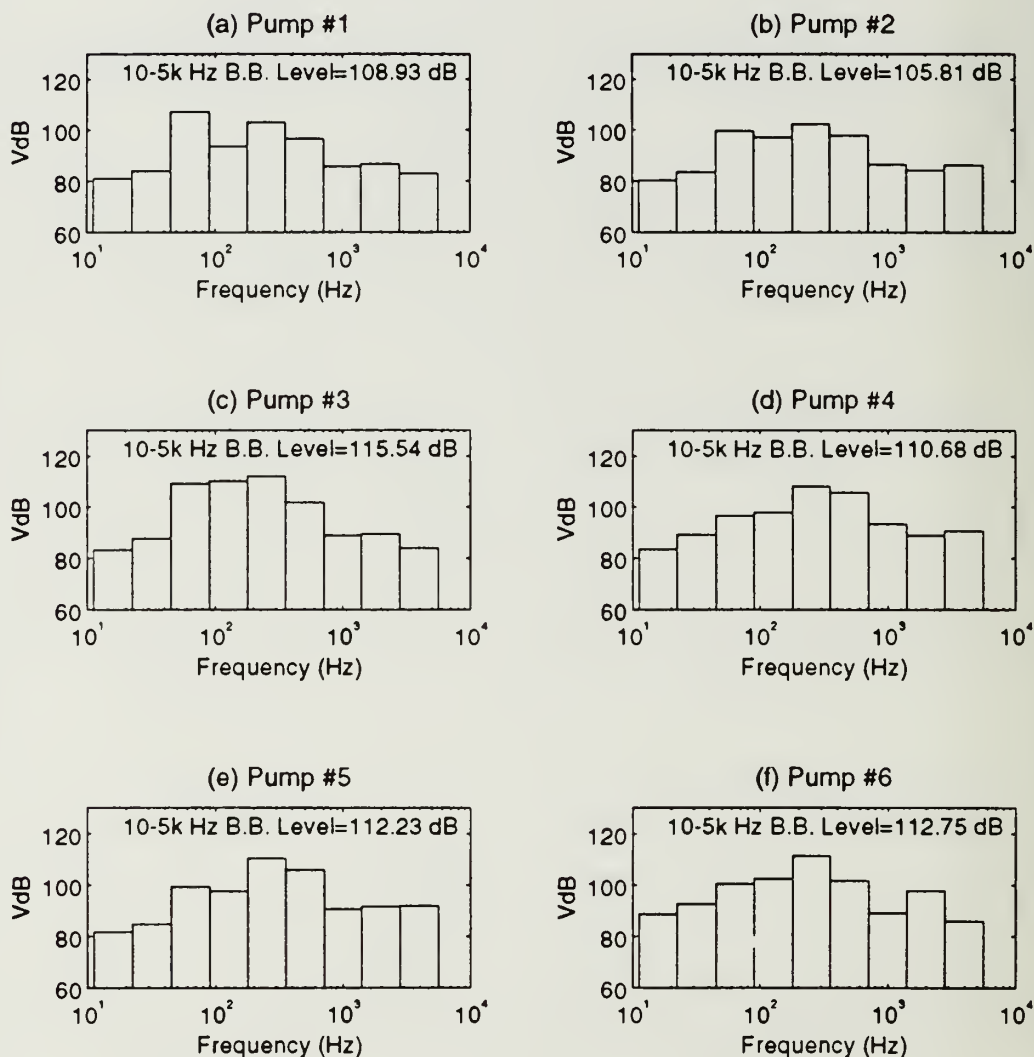 (a) Pump #1
10-5k Hz B.B. Level=108.93 dB
VdB
120
100
80
60
10¹ 10² 10³ 10⁴
Frequency (Hz)
(b) Pump #2
10-5k Hz B.B. Level=105.81 dB
VdB
120
100
80
60
10¹ 10² 10³ 10⁴
Frequency (Hz)
(c) Pump #3
10-5k Hz B.B. Level=115.54 dB
VdB
120
100
80
60
10¹ 10² 10³ 10⁴
Frequency (Hz)
(d) Pump #4
10-5k Hz B.B. Level=110.68 dB
VdB
120
100
80
60
10¹ 10² 10³ 10⁴
Frequency (Hz)
(e) Pump #5
10-5k Hz B.B. Level=112.23 dB
VdB
120
100
80
60
10¹ 10² 10³ 10⁴
Frequency (Hz)
(f) Pump #6
10-5k Hz B.B. Level=112.75 dB
VdB
120
100
80
60
10¹ 10² 10³ 10⁴
Frequency (Hz)